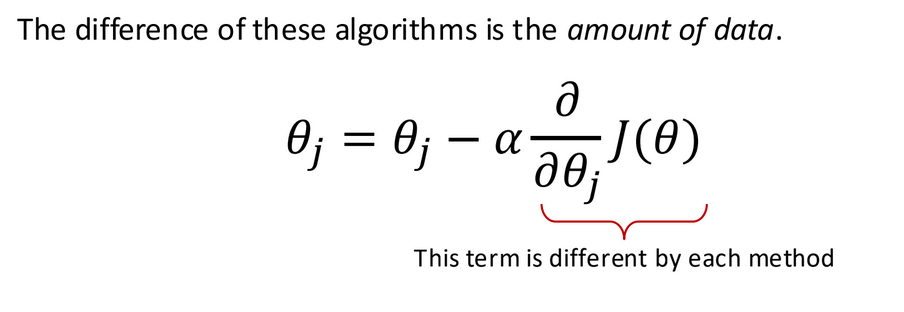 The difference of these algorithms is the amount of data.
θj = θj − α ∂/∂θj J(θ)
This term is different by each method